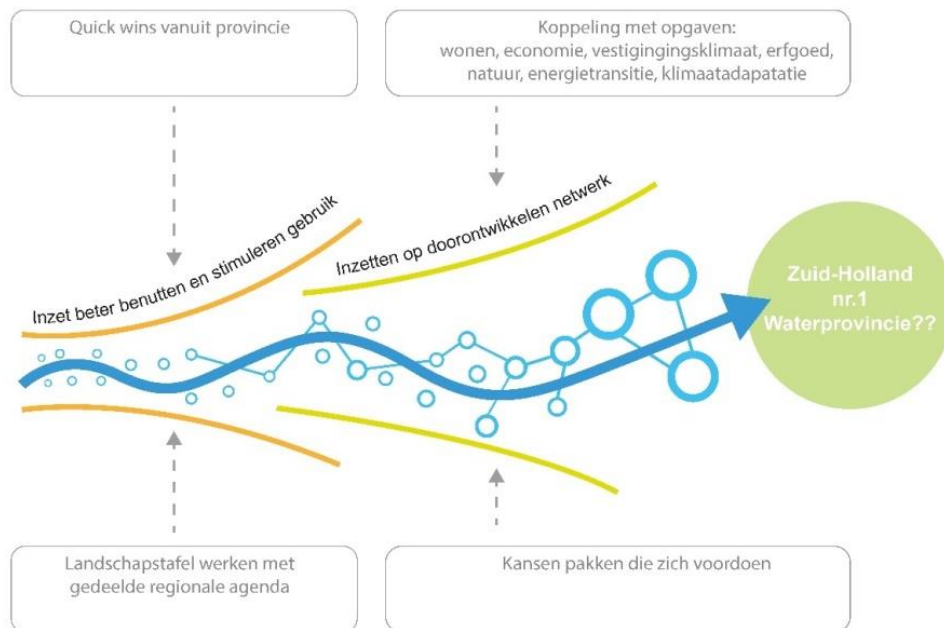 Quick wins vanuit provincie
Koppeling met opgaven:
wonen, economie, vestigingingsklimaat, erfgoed,
natuur, energietransitie, klimaatadapatatie
Inzet beter benutten en stimuleren gebruik
Inzetten op doorontwikkelen netwerk
Zuid-Holland
nr.1
Waterprovincie??
Landschapstafel werken met
gedeelde regionale agenda
Kansen pakken die zich voordoen